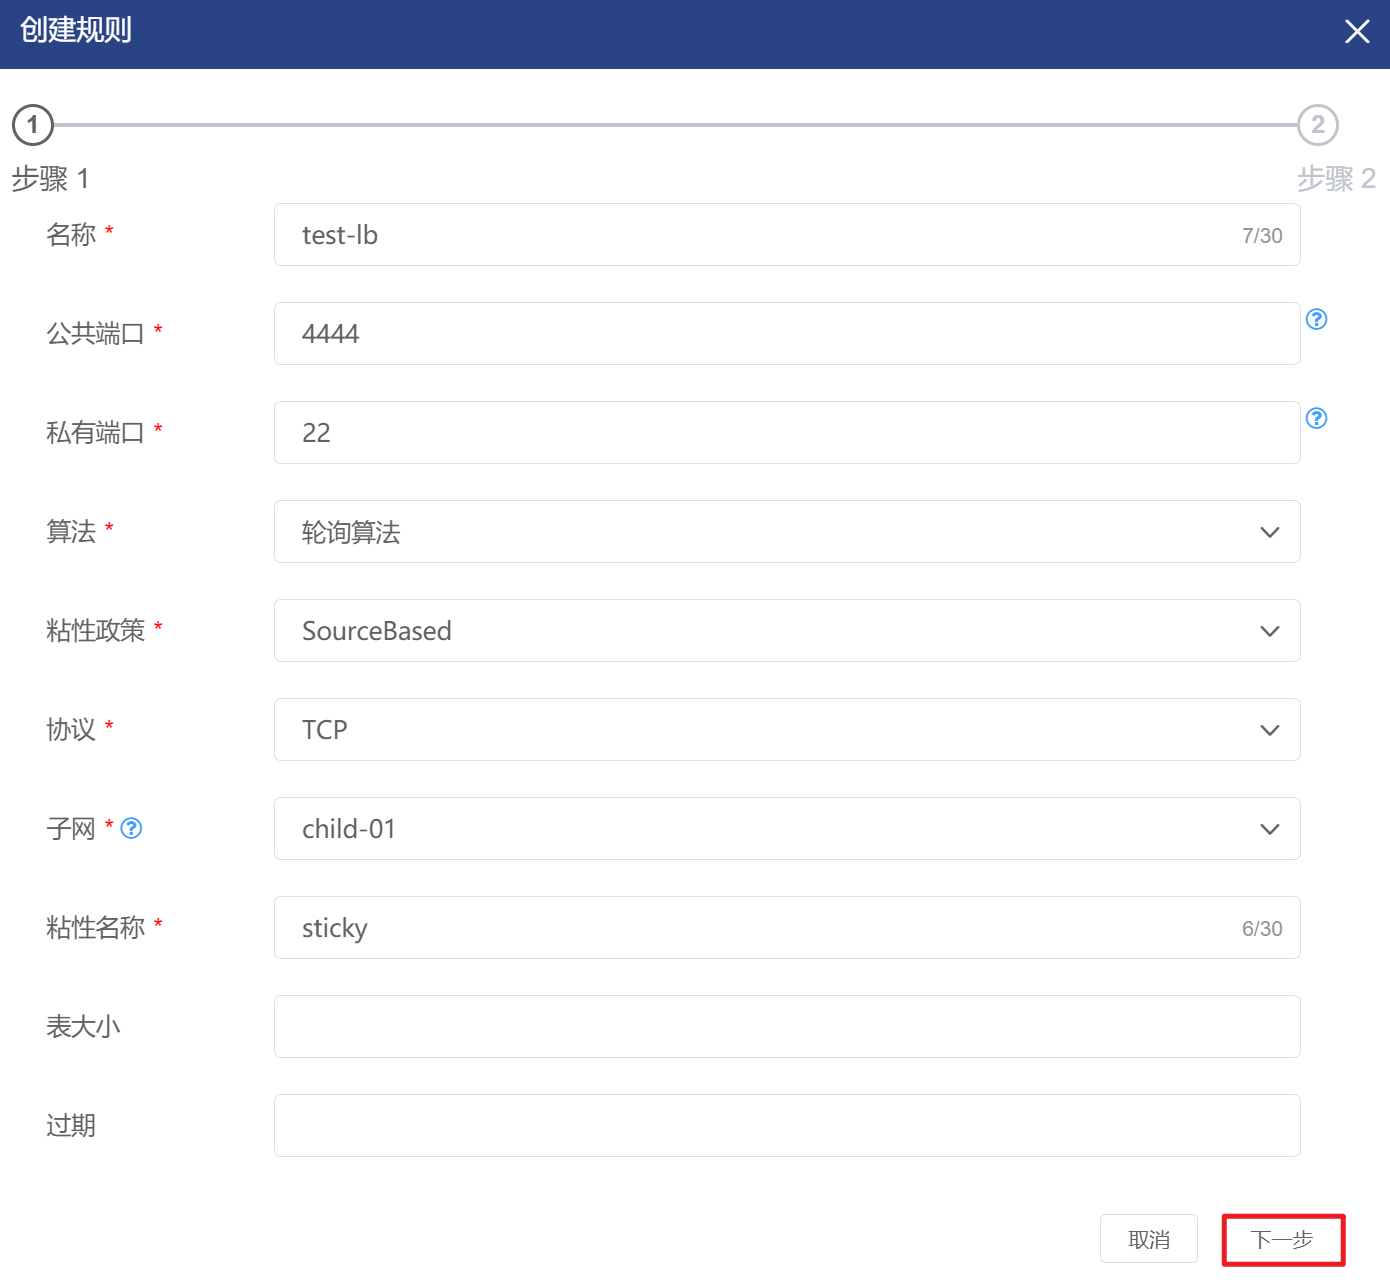 创建规则
1
2
步骤 1
步骤 2
名称 *
test-lb
7/30
公共端口 *
4444
?
私有端口 *
22
?
算法 *
轮询算法
粘性政策 *
SourceBased
协议 *
TCP
子网 * ?
child-01
粘性名称 *
sticky
6/30
表大小
过期
取消
下一步